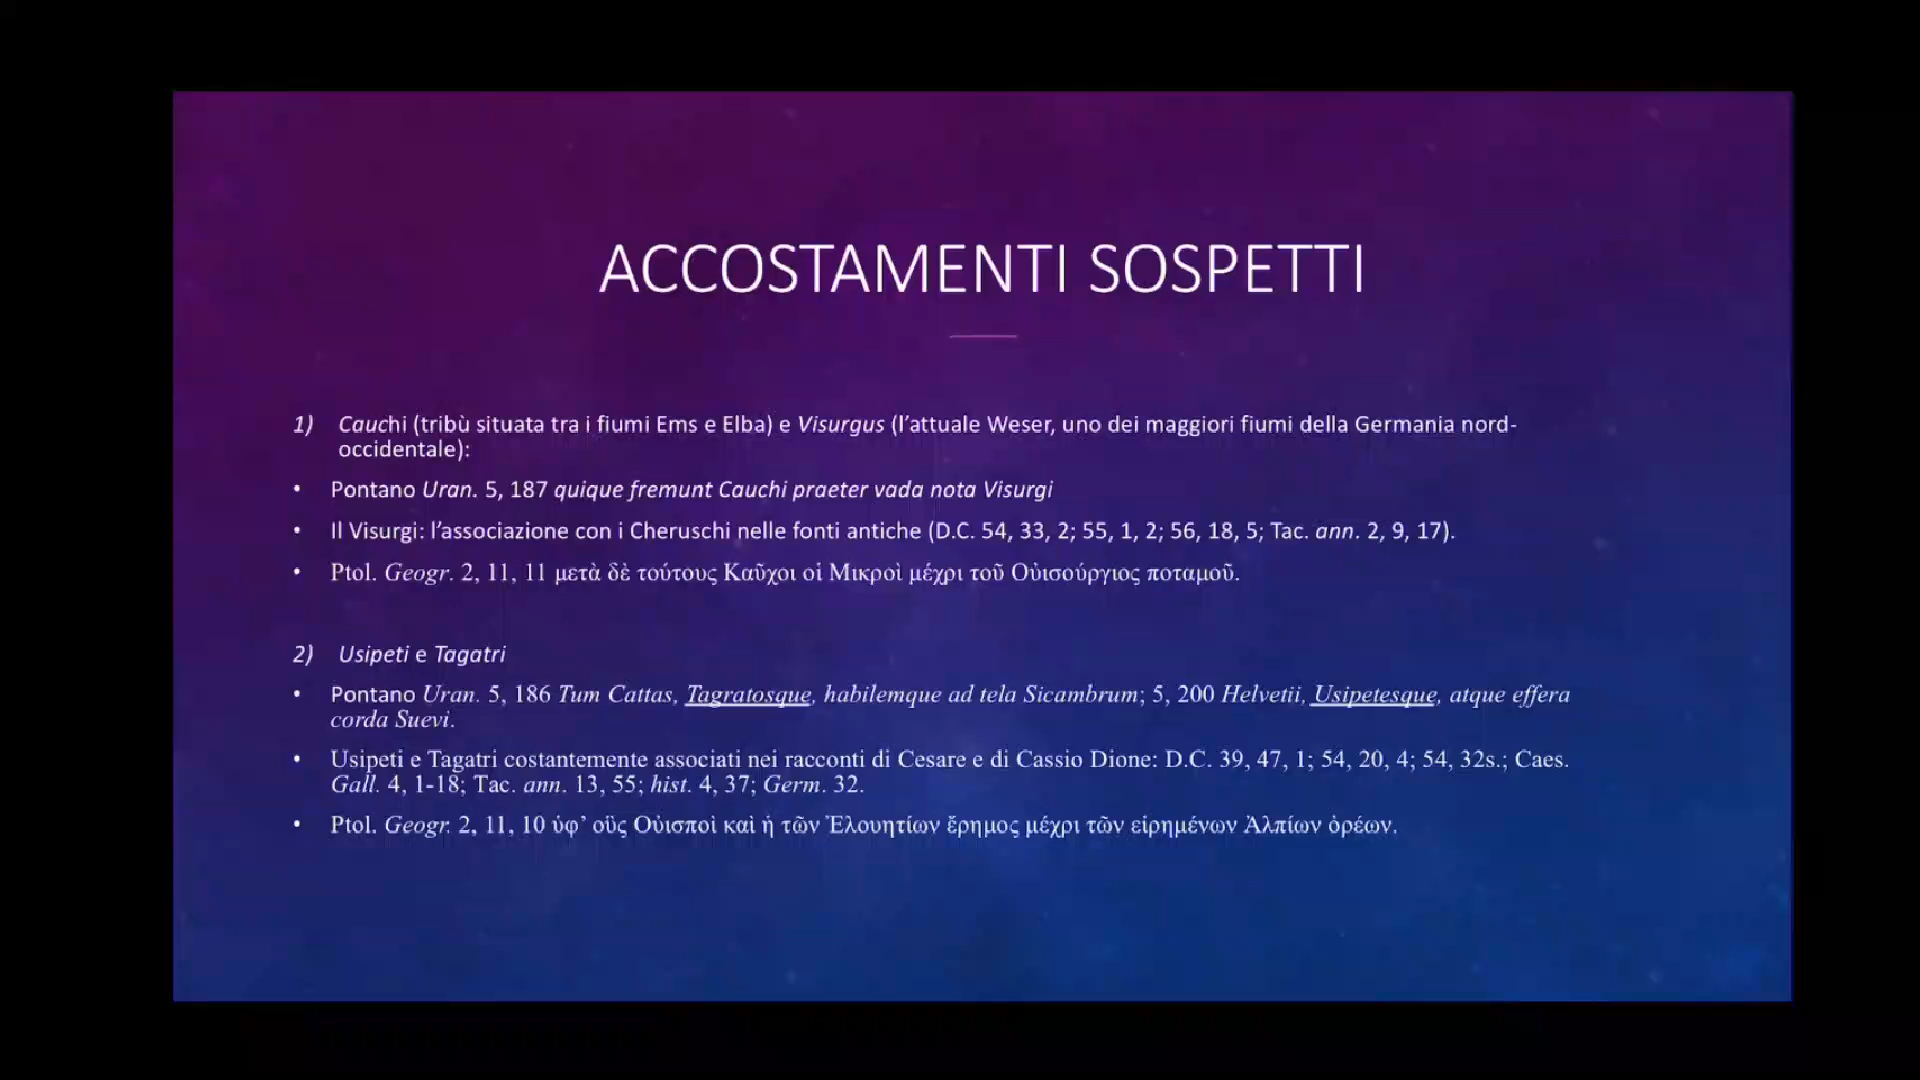 ACCOSTAMENTI SOSPETTI
1) Cauchi (tribù situata tra i fiumi Ems e Elba) e Visurgus (l'attuale Weser, uno dei maggiori fiumi della Germania nord-
occidentale):
• Pontano Uran. 5, 187 quique fremunt Cauchi praeter vada nota Visurgi
• Il Visurgi: l'associazione con i Cheruschi nelle fonti antiche (D.C. 54, 33, 2; 55, 1, 2; 56, 18, 5; Tac. ann. 2, 9, 17).
• Ptol. Geogr. 2, 11, 11 μετὰ δὲ τούτους Καῦχοι οἱ Μικροὶ μέχρι τοῦ Οὐισούργιος ποταμοῦ.
2) Usipeti e Tagatri
• Pontano Uran. 5, 186 Tum Cattas, Tagratosque, habilemque ad tela Sicambrum; 5, 200 Helvetii, Usipetesque, atque effera
corda Suevi.
• Usipeti e Tagatri costantemente associati nei racconti di Cesare e di Cassio Dione: D.C. 39, 47, 1; 54, 20, 4; 54, 32s.; Caes.
Gall. 4, 1-18; Tac. ann. 13, 55; hist. 4, 37; Germ. 32.
• Ptol. Geogr. 2, 11, 10 ὑφ’ οὓς Οὐισποὶ καὶ ἡ τῶν Ἑλουητίων ἔρημος μέχρι τῶν εἰρημένων Ἀλπίων ὀρέων.